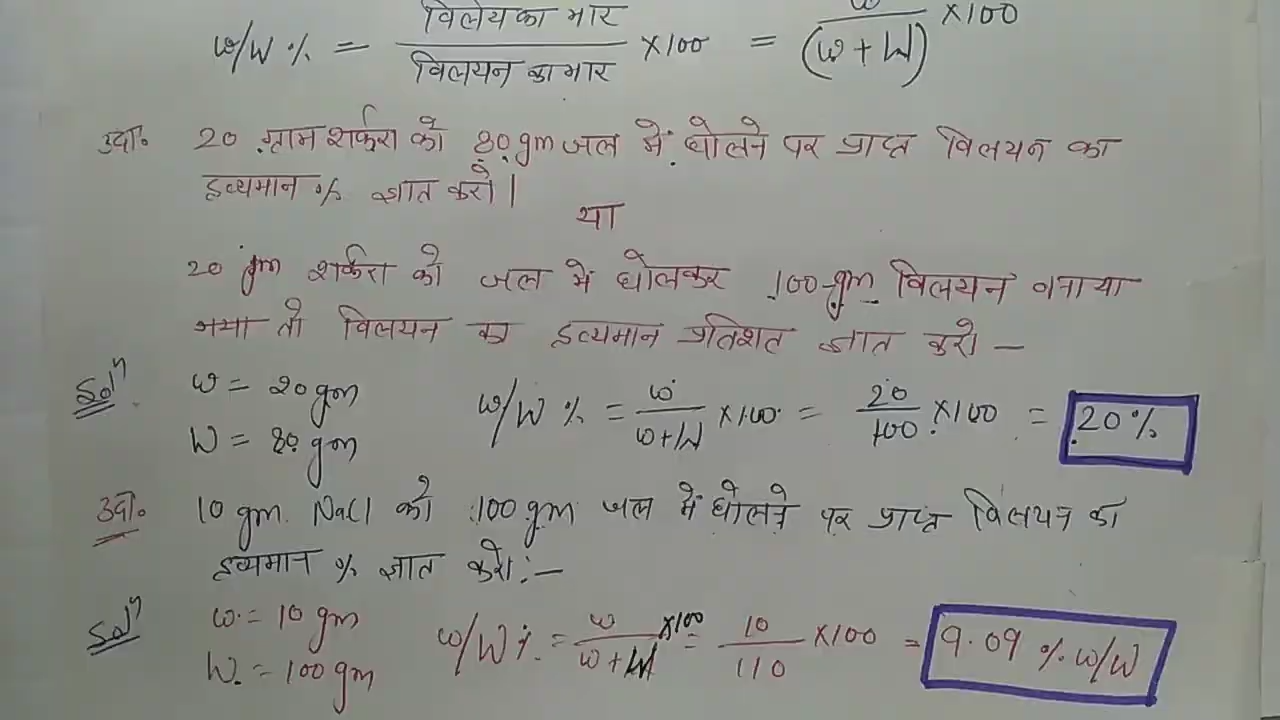 w/W % = विलेय का भार / विलयन का भार ×100 = w / (w+W) ×100
उदा० 20 ग्राम शर्करा को 80 gm जल में घोलने पर प्राप्त विलयन का
द्रव्यमान % ज्ञात करो।
या
20 gm शर्करा को जल में घोलकर 100 gm विलयन बनाया
गया तो विलयन का द्रव्यमान प्रतिशत ज्ञात करो —
Solⁿ. w = 20 gm w/W % = w / w+W ×100 = 20 / 100 ×100 = 20%
W = 80 gm
उदा० 10 gm NaCl को 100 gm जल में घोलने पर प्राप्त विलयन का
द्रव्यमान % ज्ञात करो :—
Solⁿ w = 10 gm w/W % = w / w+W ×100 = 10 / 110 ×100 = 9.09 % w/W
W = 100 gm